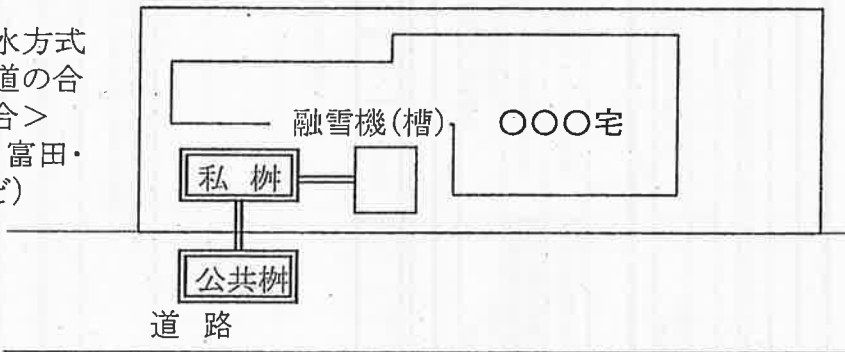 水方式
道の合
合>
富田・
ど)
融雪機(槽)
〇〇〇宅
私 桝
公共桝
道 路